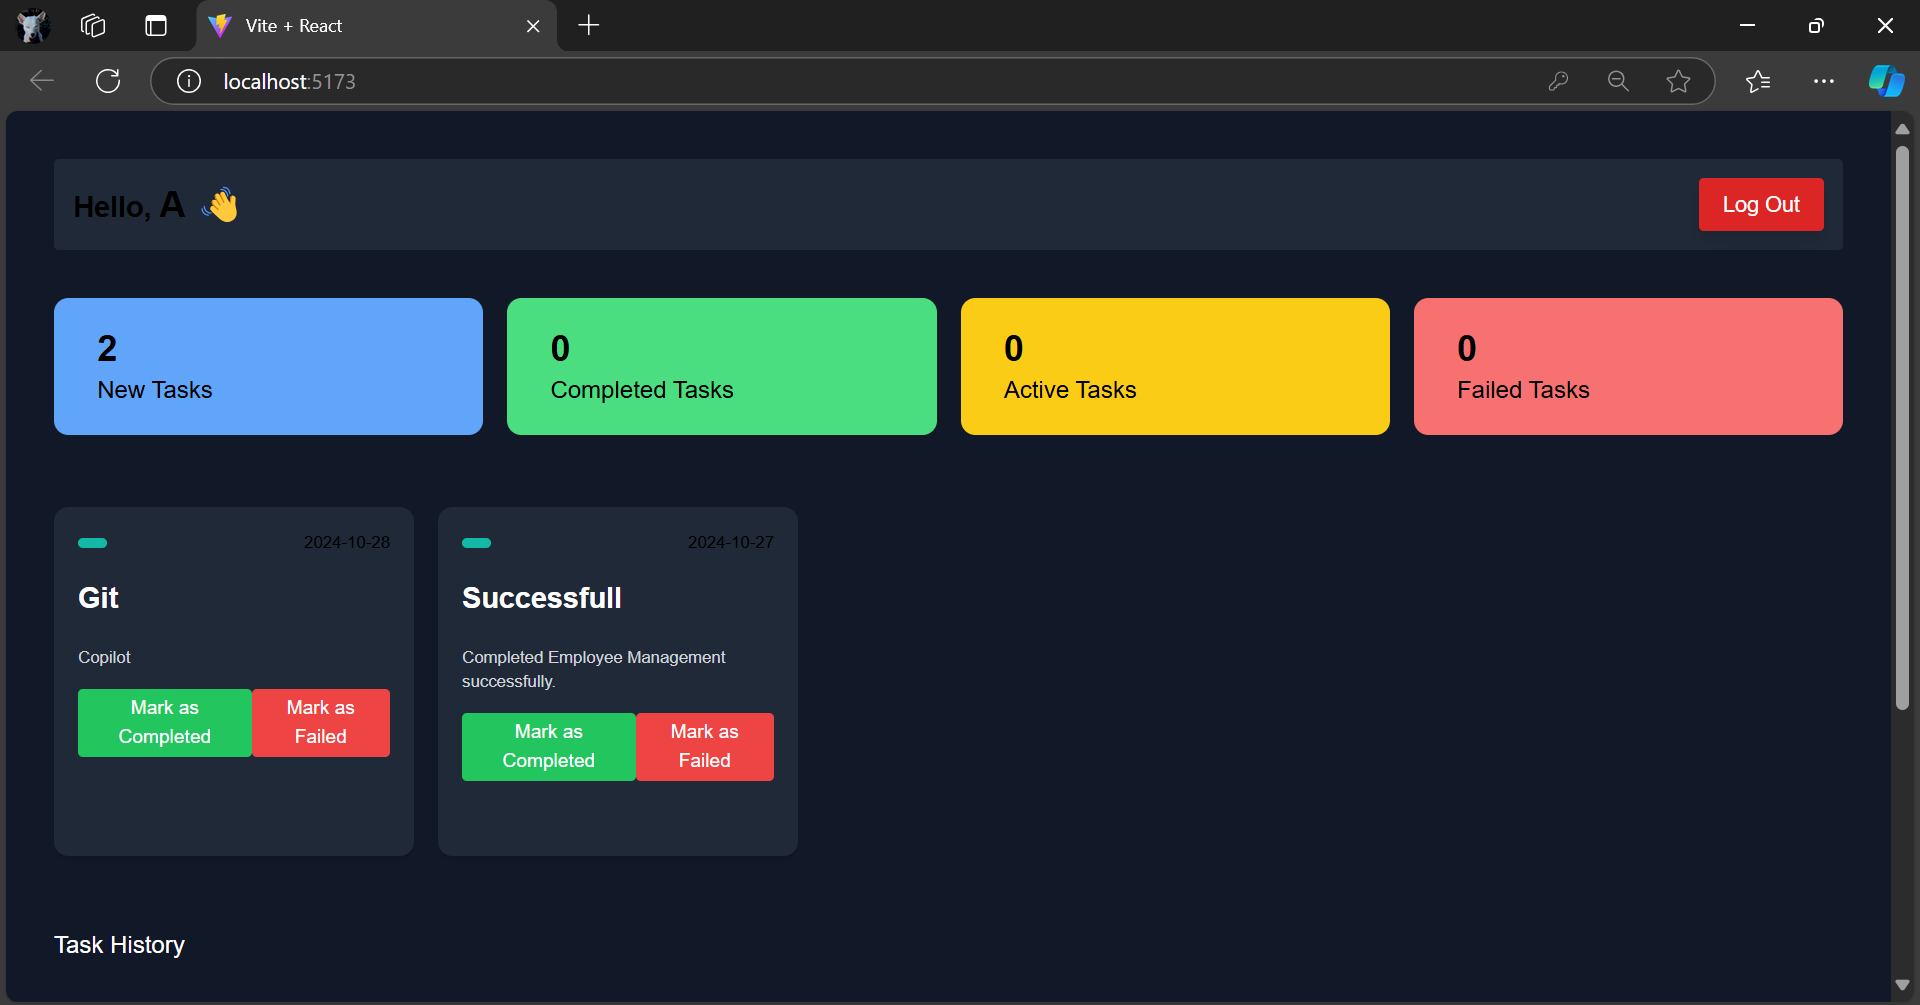 Vite + React
localhost:5173
Hello, A 👋
Log Out
2
New Tasks
0
Completed Tasks
0
Active Tasks
0
Failed Tasks
2024-10-28
Git
Copilot
Mark as
Completed
Mark as
Failed
2024-10-27
Successfull
Completed Employee Management
successfully.
Mark as
Completed
Mark as
Failed
Task History